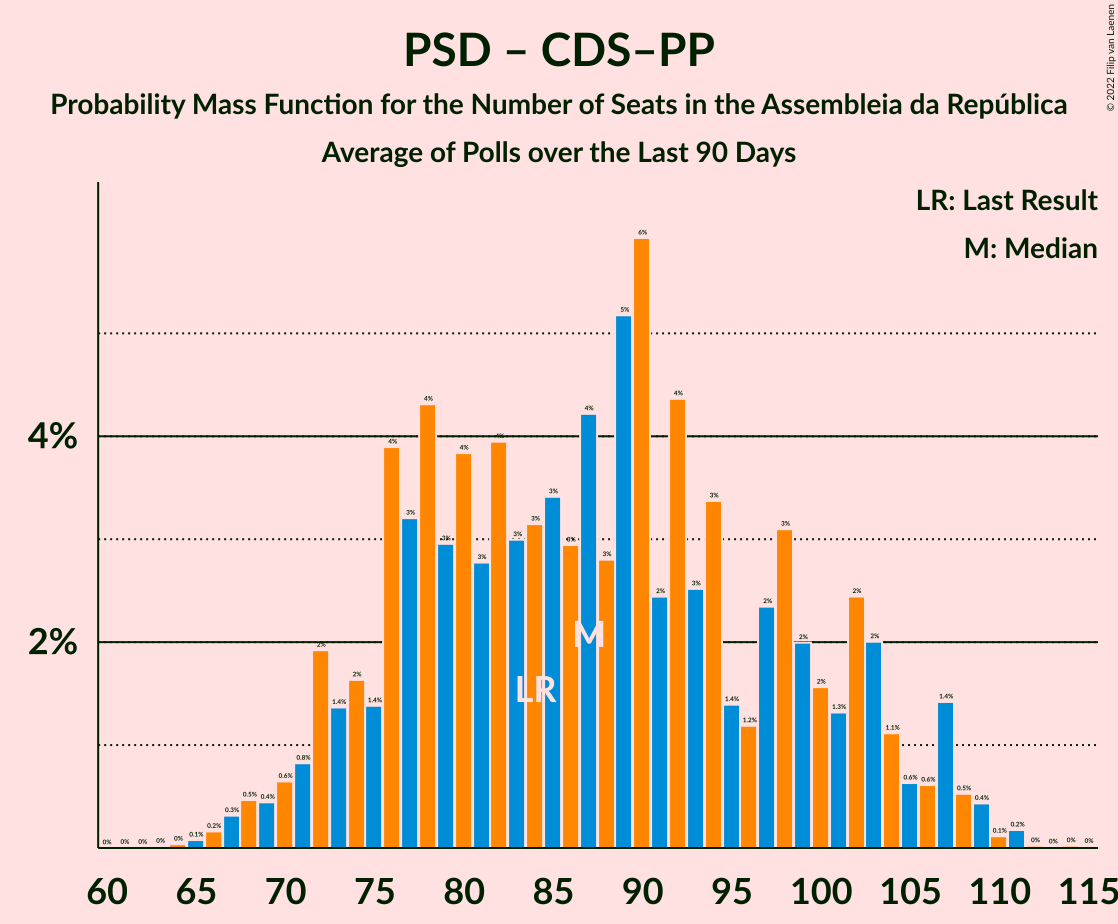 PSD – CDS–PP
Probability Mass Function for the Number of Seats in the Assembleia da República
Average of Polls over the Last 90 Days
© 2022 Filip van Laenen
LR: Last Result
M: Median
4%
2%
0% 0% 0% 0% 0% 0.1% 0.2% 0.3% 0.5% 0.4% 0.6% 0.8% 2% 1.4% 2% 1.4% 4% 3% 4% 3% 4% 3% 4% 3% 3% 3% 3% 4% 3% 5% 6% 2% 4% 3% 3% 1.4% 1.2% 2% 3% 2% 2% 1.3% 2% 2% 1.1% 0.6% 0.6% 1.4% 0.5% 0.4% 0.1% 0.2% 0% 0% 0% 0%
M
LR
60 65 70 75 80 85 90 95 100 105 110 115